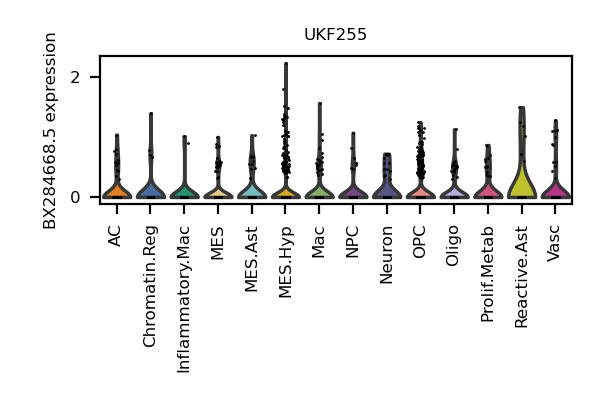 UKF255
BX284668.5 expression
2
0
AC
Chromatin.Reg
Inflammatory.Mac
MES
MES.Ast
MES.Hyp
Mac
NPC
Neuron
OPC
Oligo
Prolif.Metab
Reactive.Ast
Vasc